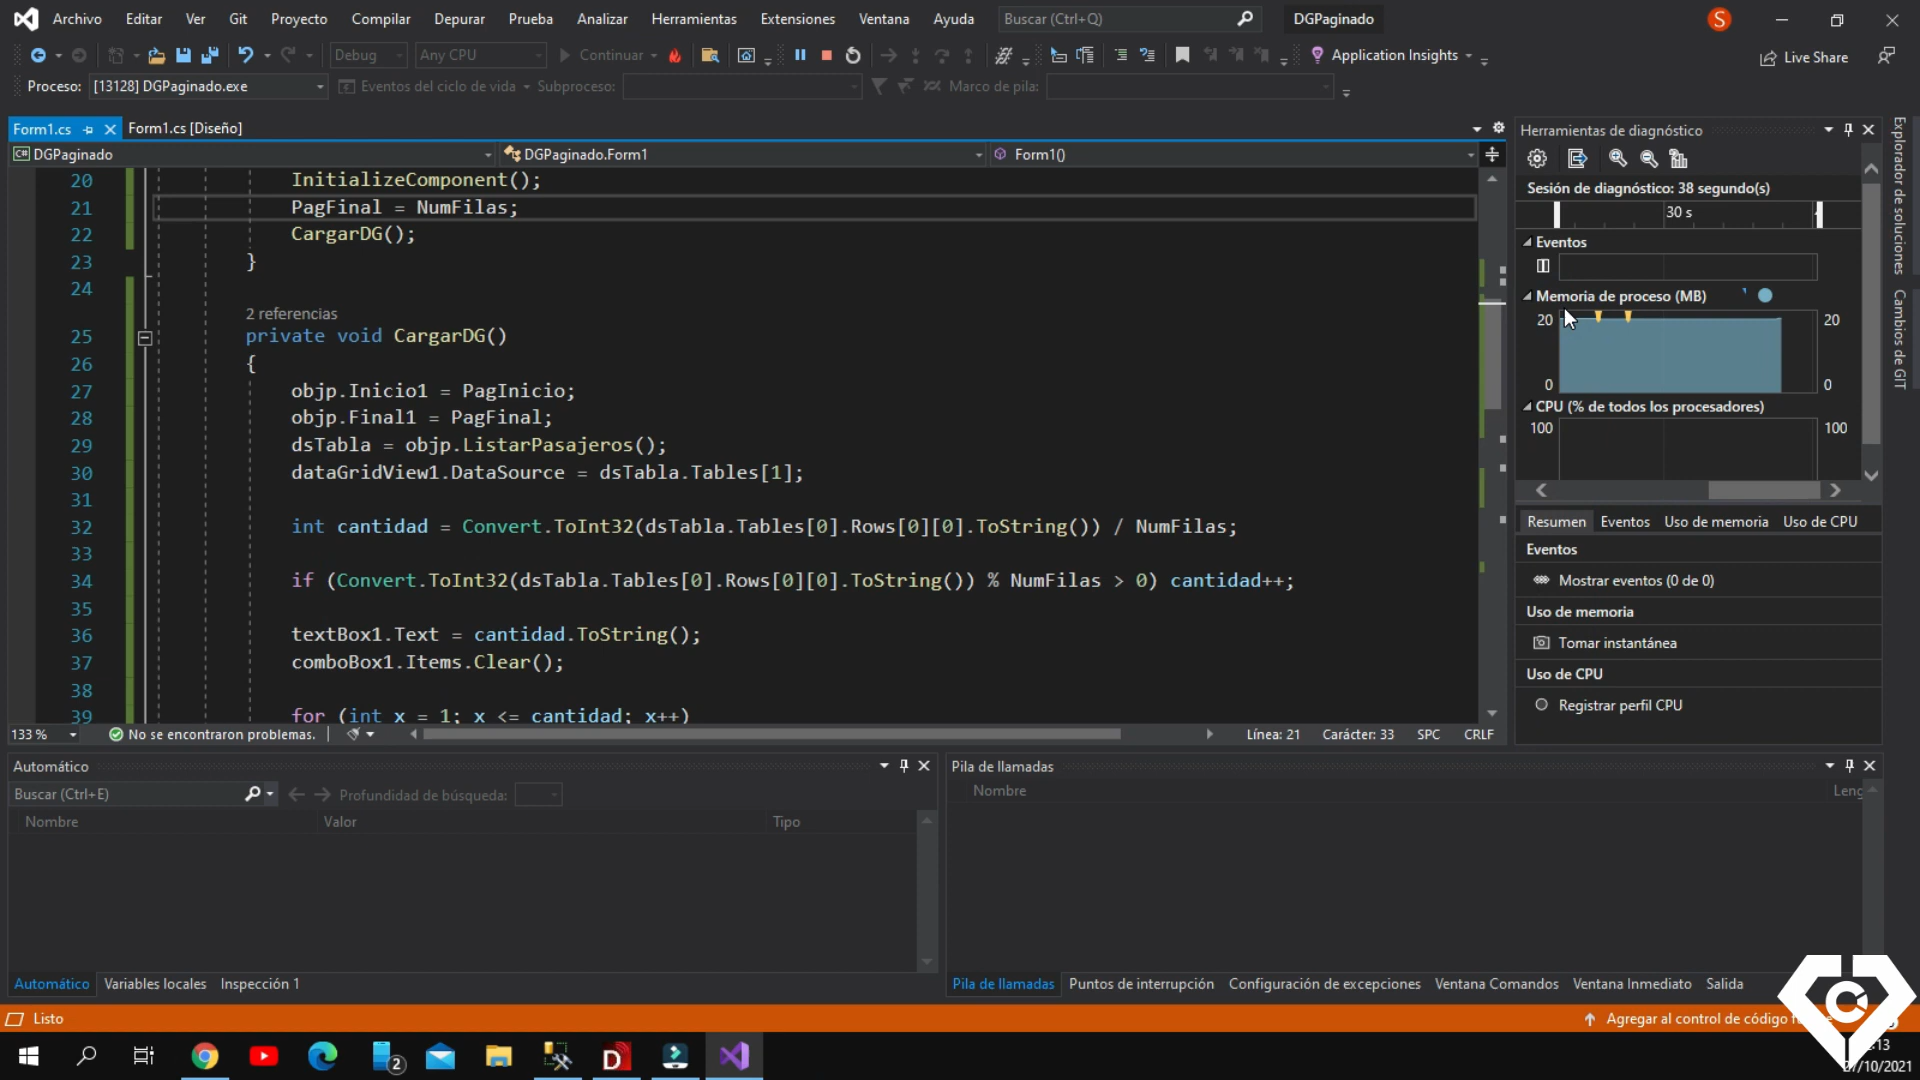 Archivo Editar Ver Git Proyecto Compilar Depurar Prueba Analizar Herramientas Extensiones Ventana Ayuda Buscar (Ctrl+Q) DGPaginado S
Debug Any CPU Continuar Application Insights Live Share
Proceso: [13128] DGPaginado.exe Eventos del ciclo de vida Subproceso: Marco de pila:
Form1.cs Form1.cs [Diseño]
C# DGPaginado DGPaginado.Form1 Form1()
20 InitializeComponent();
21 PagFinal = NumFilas;
22 CargarDG();
23 }
24
2 referencias
25 private void CargarDG()
26 {
27 objp.Inicio1 = PagInicio;
28 objp.Final1 = PagFinal;
29 dsTabla = objp.ListarPasajeros();
30 dataGridView1.DataSource = dsTabla.Tables[1];
31
32 int cantidad = Convert.ToInt32(dsTabla.Tables[0].Rows[0][0].ToString()) / NumFilas;
33
34 if (Convert.ToInt32(dsTabla.Tables[0].Rows[0][0].ToString()) % NumFilas > 0) cantidad++;
35
36 textBox1.Text = cantidad.ToString();
37 comboBox1.Items.Clear();
38
39 for (int x = 1; x <= cantidad; x++)
133 % No se encontraron problemas. Línea: 21 Carácter: 33 SPC CRLF
Herramientas de diagnóstico
Sesión de diagnóstico: 38 segundo(s)
30 s
Eventos
Memoria de proceso (MB)
20 20
0 0
CPU (% de todos los procesadores)
100 100
Resumen Eventos Uso de memoria Uso de CPU
Eventos
Mostrar eventos (0 de 0)
Uso de memoria
Tomar instantánea
Uso de CPU
Registrar perfil CPU
Explorador de soluciones
Cambios de GIT
Automático
Buscar (Ctrl+E) Profundidad de búsqueda:
Nombre Valor Tipo
Automático Variables locales Inspección 1
Pila de llamadas
Nombre Leng
Pila de llamadas Puntos de interrupción Configuración de excepciones Ventana Comandos Ventana Inmediato Salida
Listo Agregar al control de código
2
:13
/10/2021